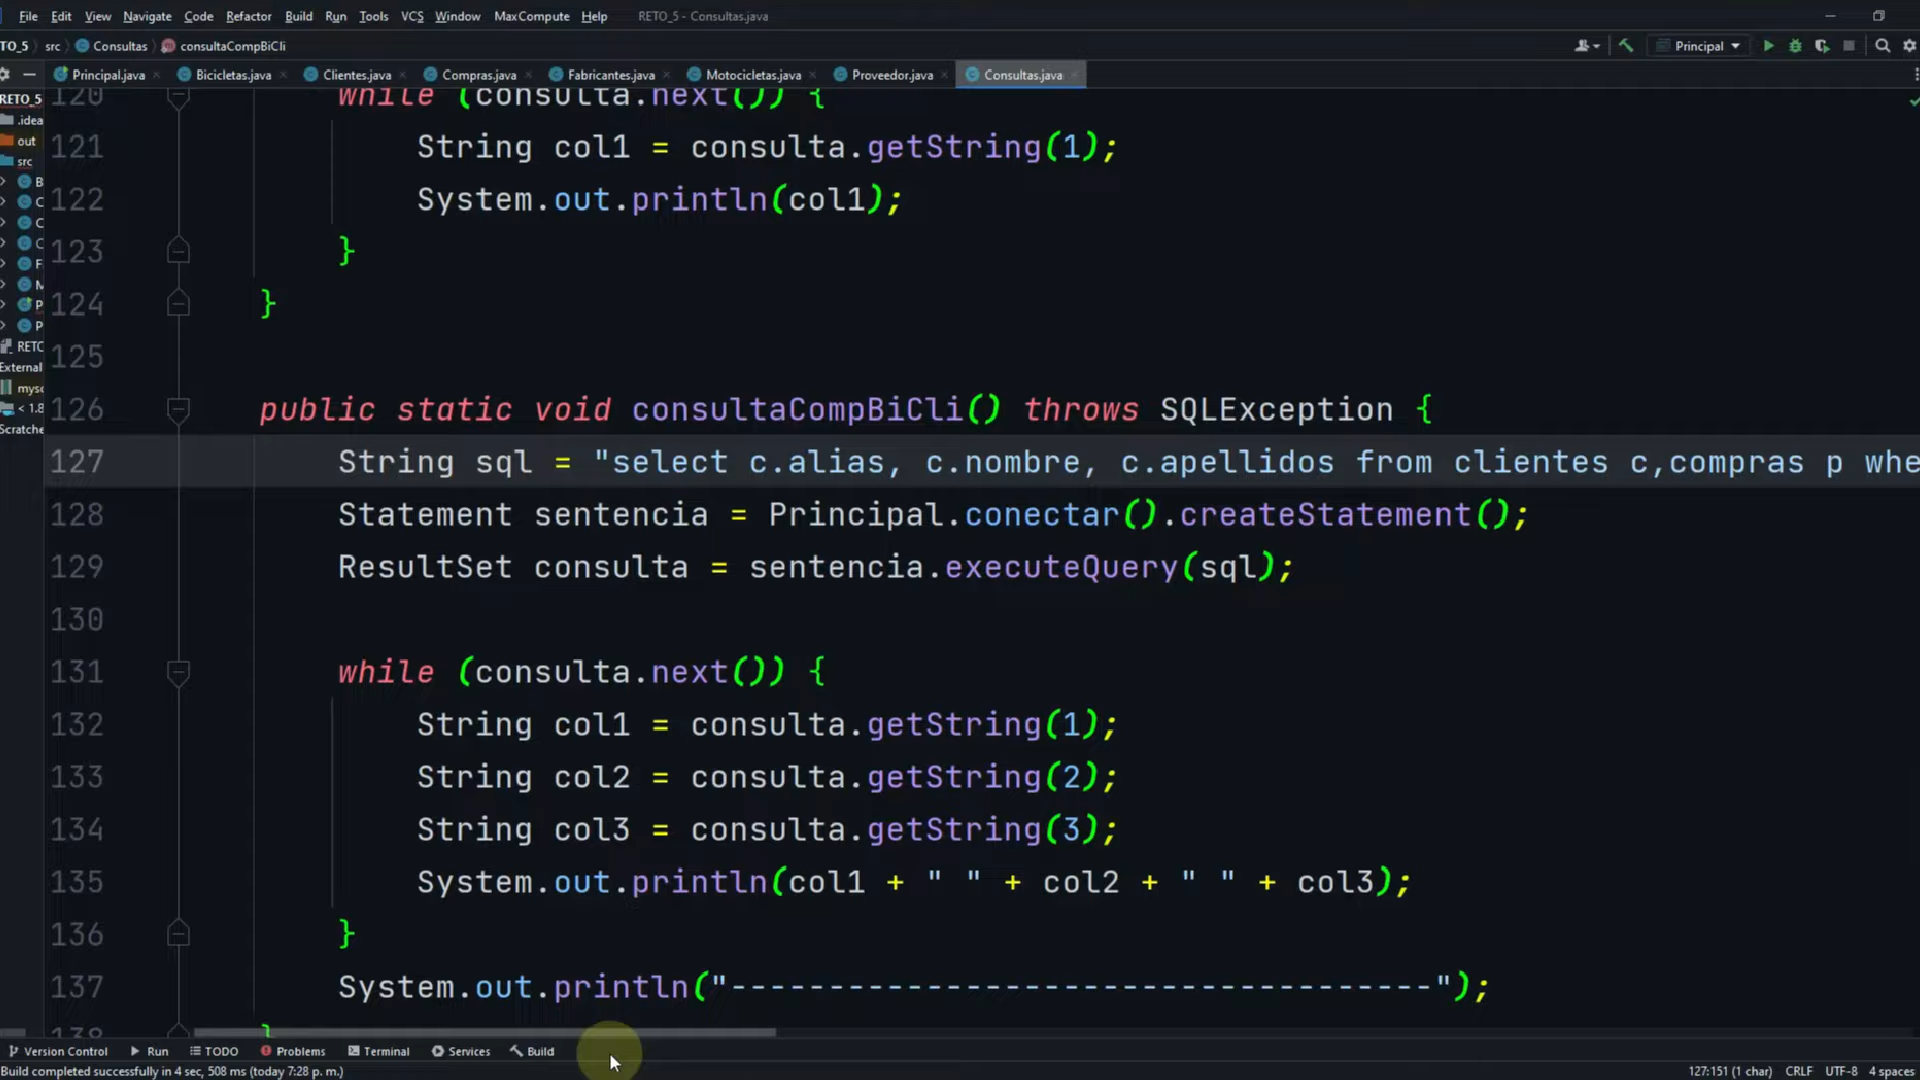 File Edit View Navigate Code Refactor Build Run Tools VCS Window MaxCompute Help RETO_5 - Consultas.java
TO_5 src Consultas consultaCompBiCli Principal
Principal.java Bicicletas.java Clientes.java Compras.java Fabricantes.java Motocicletas.java Proveedor.java Consultas.java
RETO_5
.idea
out
src
B
C
C
C
F
M
P
P
RETO
External
< 1.8
Scratche
120 while (consulta.next()) {
121 String col1 = consulta.getString(1);
122 System.out.println(col1);
123 }
124 }
125
126 public static void consultaCompBiCli() throws SQLException {
127 String sql = "select c.alias, c.nombre, c.apellidos from clientes c,compras p whe
128 Statement sentencia = Principal.conectar().createStatement();
129 ResultSet consulta = sentencia.executeQuery(sql);
130
131 while (consulta.next()) {
132 String col1 = consulta.getString(1);
133 String col2 = consulta.getString(2);
134 String col3 = consulta.getString(3);
135 System.out.println(col1 + " " + col2 + " " + col3);
136 }
137 System.out.println("------------------------------------");
138 }
Version Control Run TODO Problems Terminal Services Build
Build completed successfully in 4 sec, 508 ms (today 7:28 p. m.) 127:151 (1 char) CRLF UTF-8 4 spaces